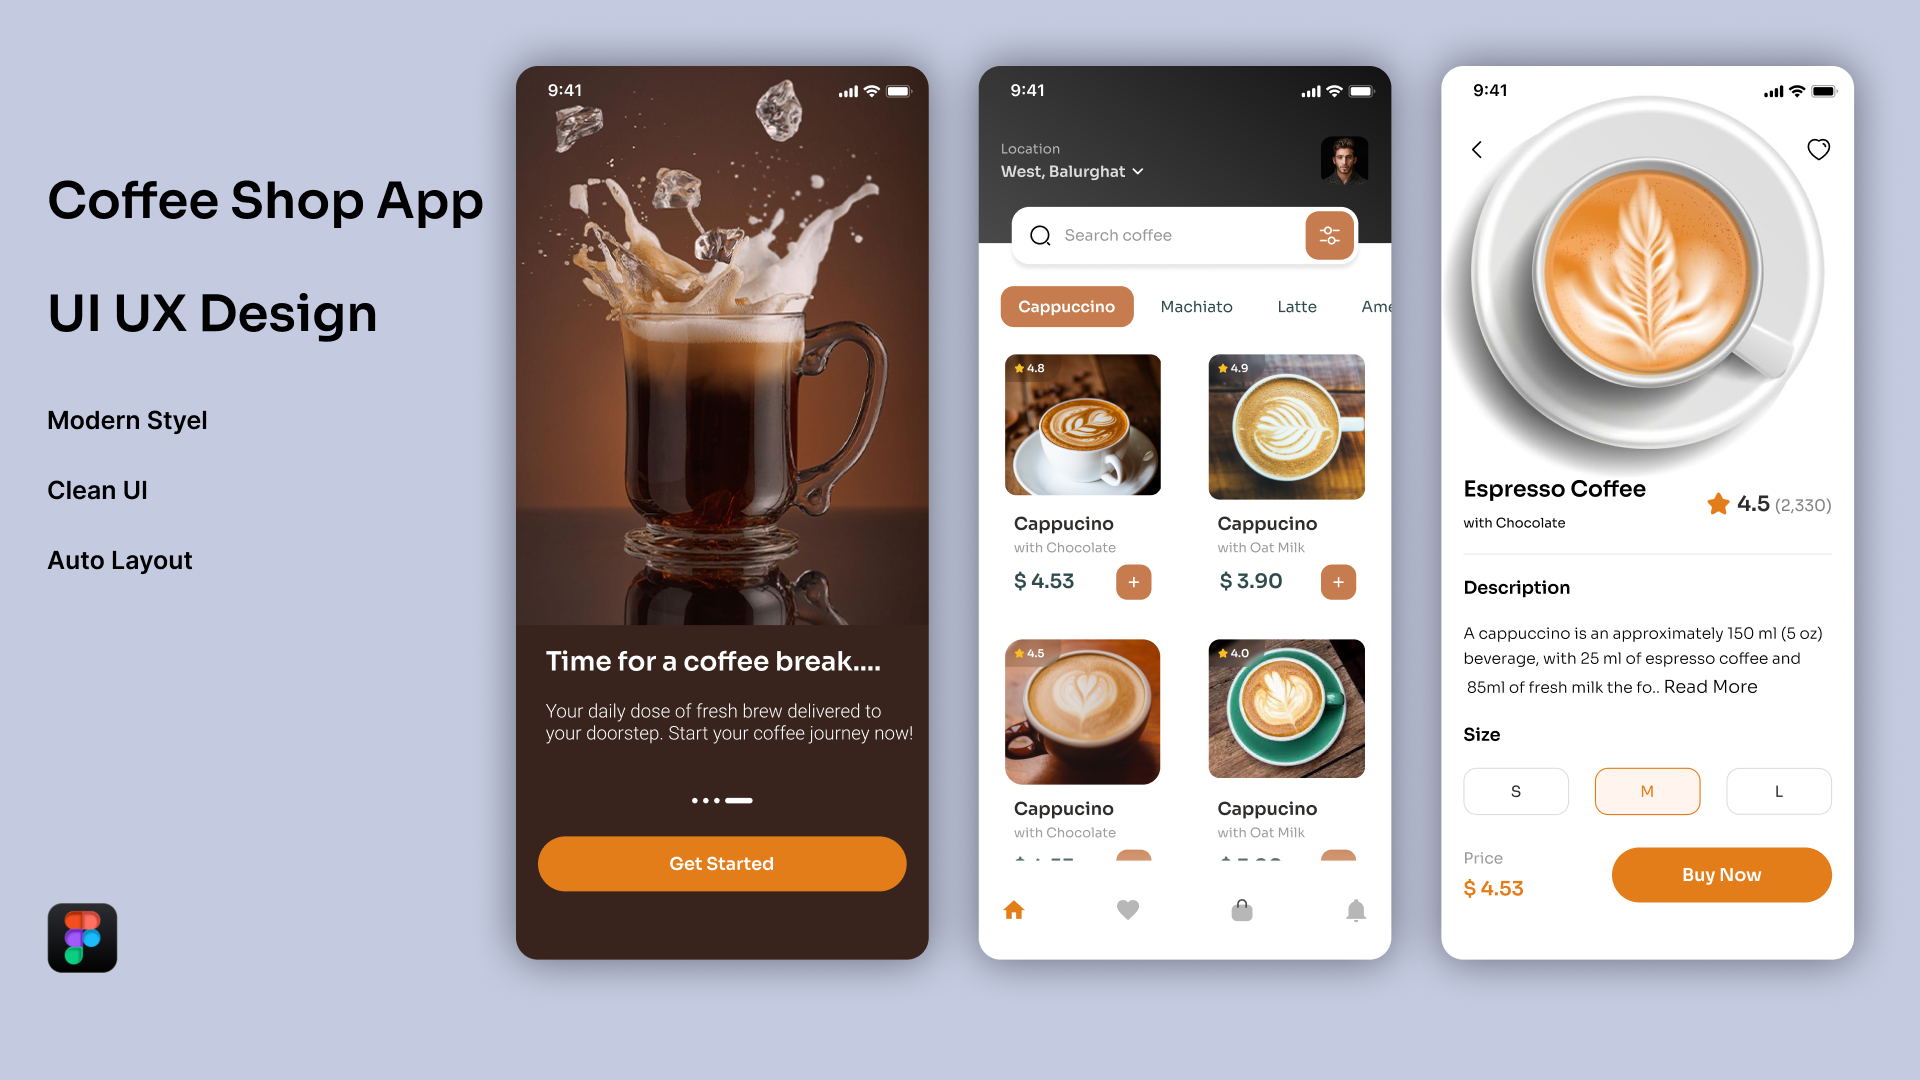 Coffee Shop App
UI UX Design
Modern Styel
Clean UI
Auto Layout
9:41
Time for a coffee break....
Your daily dose of fresh brew delivered to
your doorstep. Start your coffee journey now!
Get Started
9:41
Location
West, Balurghat
Search coffee
Cappuccino Machiato Latte Ame
4.8
Cappucino
with Chocolate
$ 4.53
+
4.9
Cappucino
with Oat Milk
$ 3.90
+
4.5
Cappucino
with Chocolate
4.0
Cappucino
with Oat Milk
9:41
Espresso Coffee
with Chocolate
4.5 (2,330)
Description
A cappuccino is an approximately 150 ml (5 oz)
beverage, with 25 ml of espresso coffee and
85ml of fresh milk the fo.. Read More
Size
S M L
Price
$ 4.53
Buy Now